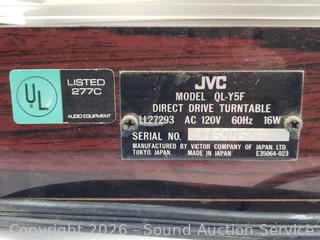 LISTED
277C
UL
AUDIO EQUIPMENT
JVC
MODEL QL-Y5F
DIRECT DRIVE TURNTABLE
AC 120V 60Hz 16W
SERIAL NO.
MANUFACTURED BY VICTOR COMPANY OF JAPAN, LTD.
TOKYO, JAPAN MADE IN JAPAN E35064-023
Copyright 2026 - Sound Auction Service -